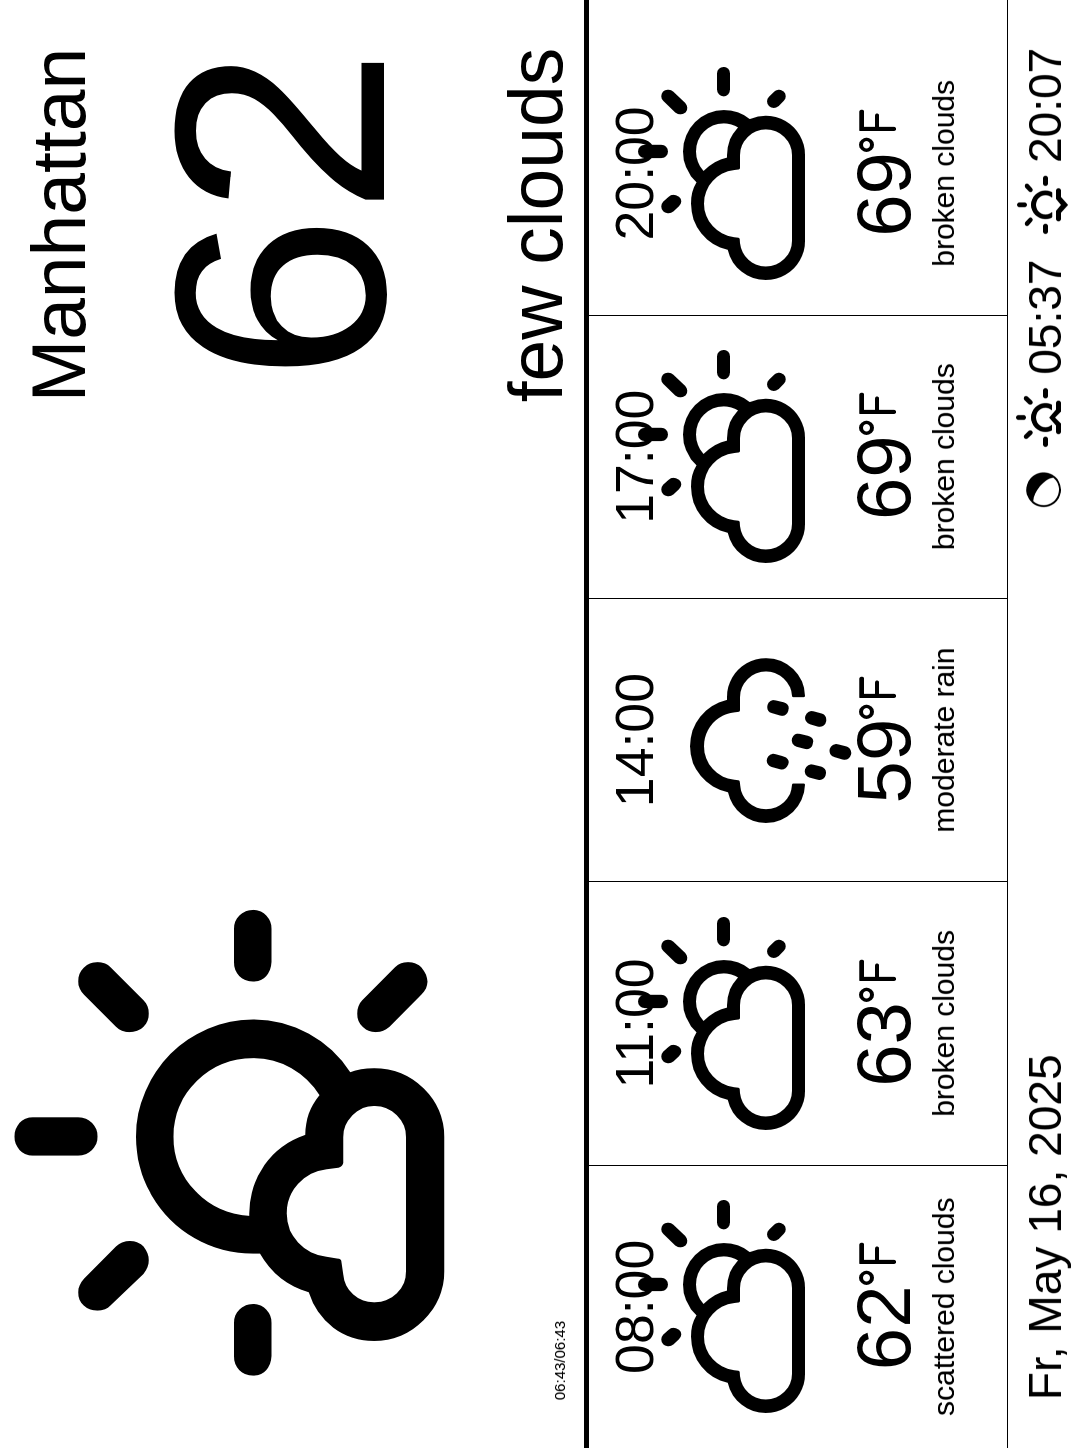 Manhattan
62
few clouds
06:43/06:43
08:00
62°F
scattered clouds
11:00
63°F
broken clouds
14:00
59°F
moderate rain
17:00
69°F
broken clouds
20:00
69°F
broken clouds
Fr, May 16, 2025
05:37
20:07